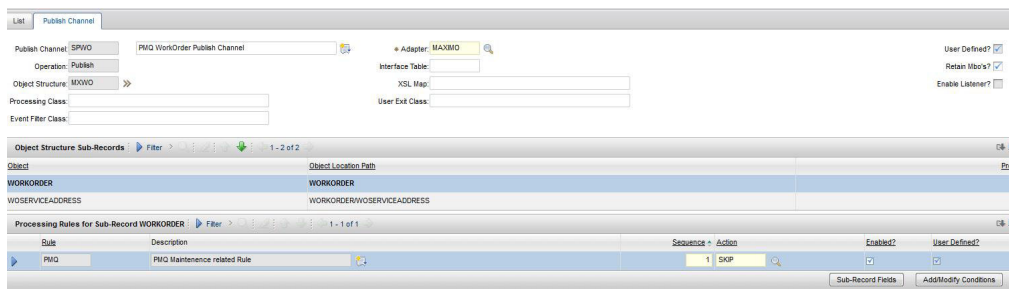 List Publish Channel
Publish Channel: SPWO PMQ WorkOrder Publish Channel * Adapter: MAXIMO User Defined?
Operation: Publish Interface Table: Retain Mbo's?
Object Structure: MXWO XSL Map: Enable Listener?
Processing Class: User Exit Class:
Event Filter Class:
Object Structure Sub-Records Filter 1 - 2 of 2
Object Object Location Path Pr
WORKORDER WORKORDER
WOSERVICEADDRESS WORKORDER/WOSERVICEADDRESS
Processing Rules for Sub-Record WORKORDER Filter 1 - 1 of 1
Rule Description Sequence Action Enabled? User Defined?
PMQ PMQ Maintenence related Rule 1 SKIP
Sub-Record Fields Add/Modify Conditions